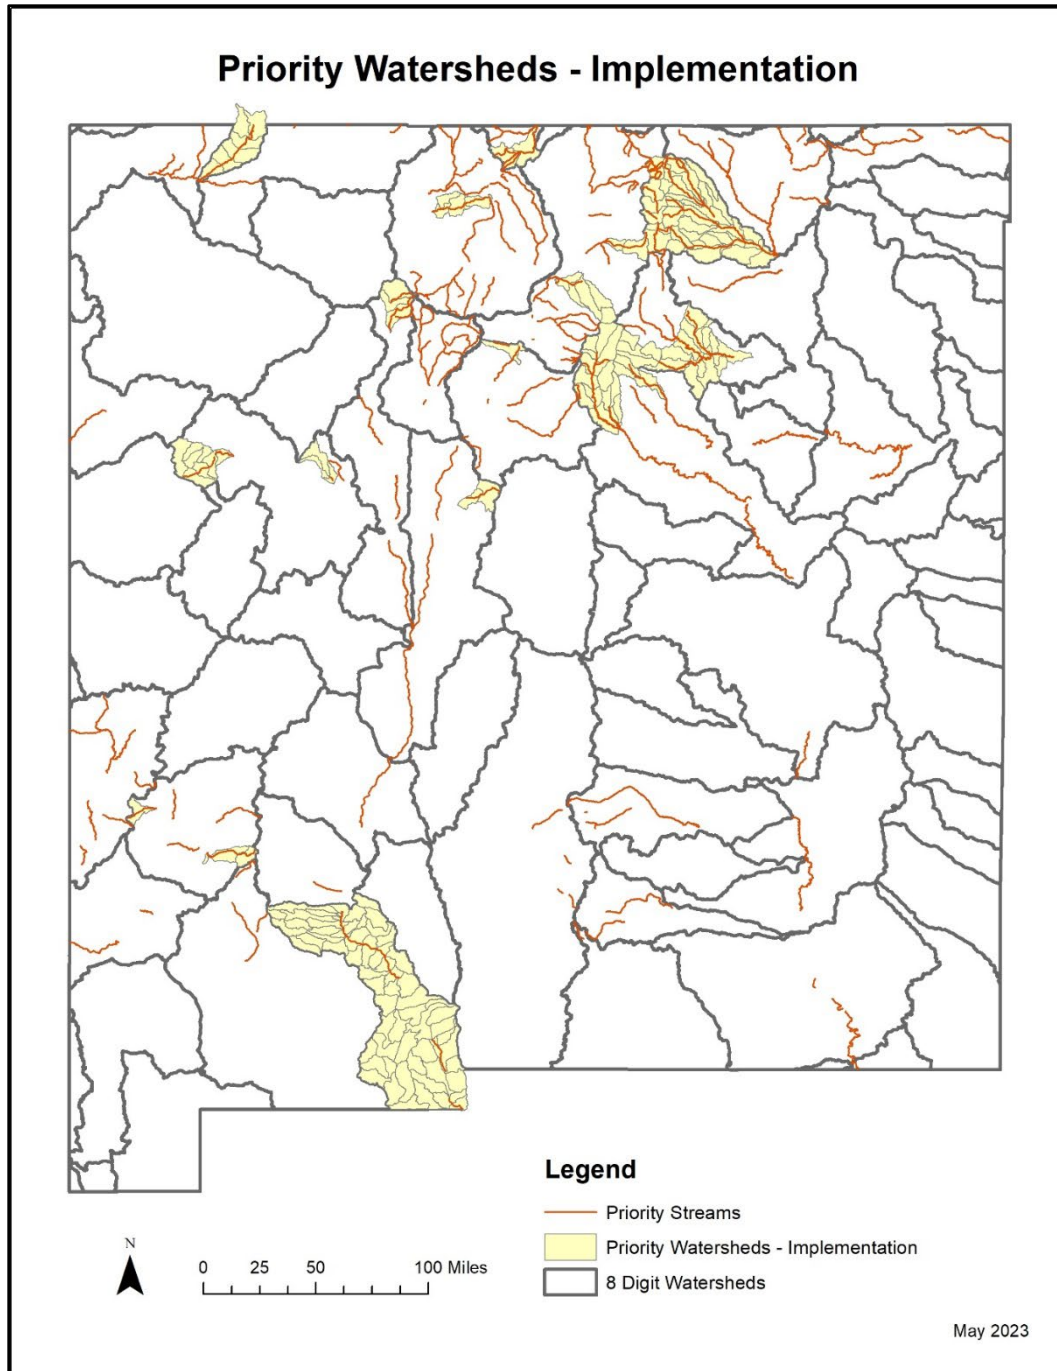 Priority Watersheds - Implementation
Legend
Priority Streams
Priority Watersheds - Implementation
8 Digit Watersheds
N
0 25 50 100 Miles
May 2023